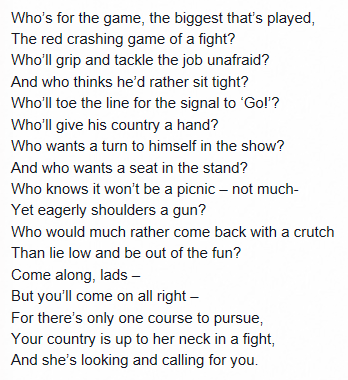 Who’s for the game, the biggest that’s played,
The red crashing game of a fight?
Who’ll grip and tackle the job unafraid?
And who thinks he’d rather sit tight?
Who’ll toe the line for the signal to ‘Go!’?
Who’ll give his country a hand?
Who wants a turn to himself in the show?
And who wants a seat in the stand?
Who knows it won’t be a picnic – not much-
Yet eagerly shoulders a gun?
Who would much rather come back with a crutch
Than lie low and be out of the fun?
Come along, lads –
But you’ll come on all right –
For there’s only one course to pursue,
Your country is up to her neck in a fight,
And she’s looking and calling for you.